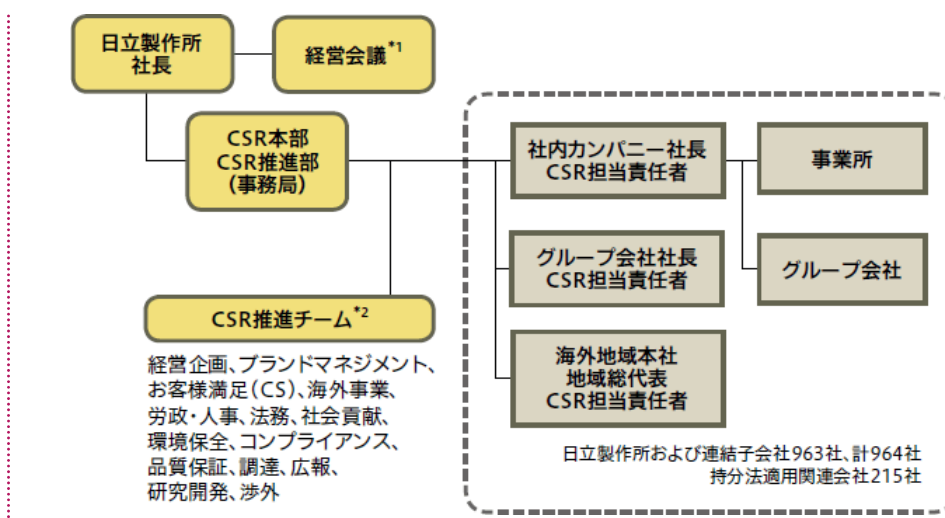 日立製作所
社長
経営会議*1
CSR本部
CSR推進部
(事務局)
社内カンパニー社長
CSR担当責任者
事業所
グループ会社社長
CSR担当責任者
グループ会社
CSR推進チーム*2
海外地域本社
地域総代表
CSR担当責任者
経営企画、ブランドマネジメント、
お客様満足(CS)、海外事業、
労政・人事、法務、社会貢献、
環境保全、コンプライアンス、
品質保証、調達、広報、
研究開発、渉外
日立製作所および連結子会社963社、計964社
持分法適用関連会社215社